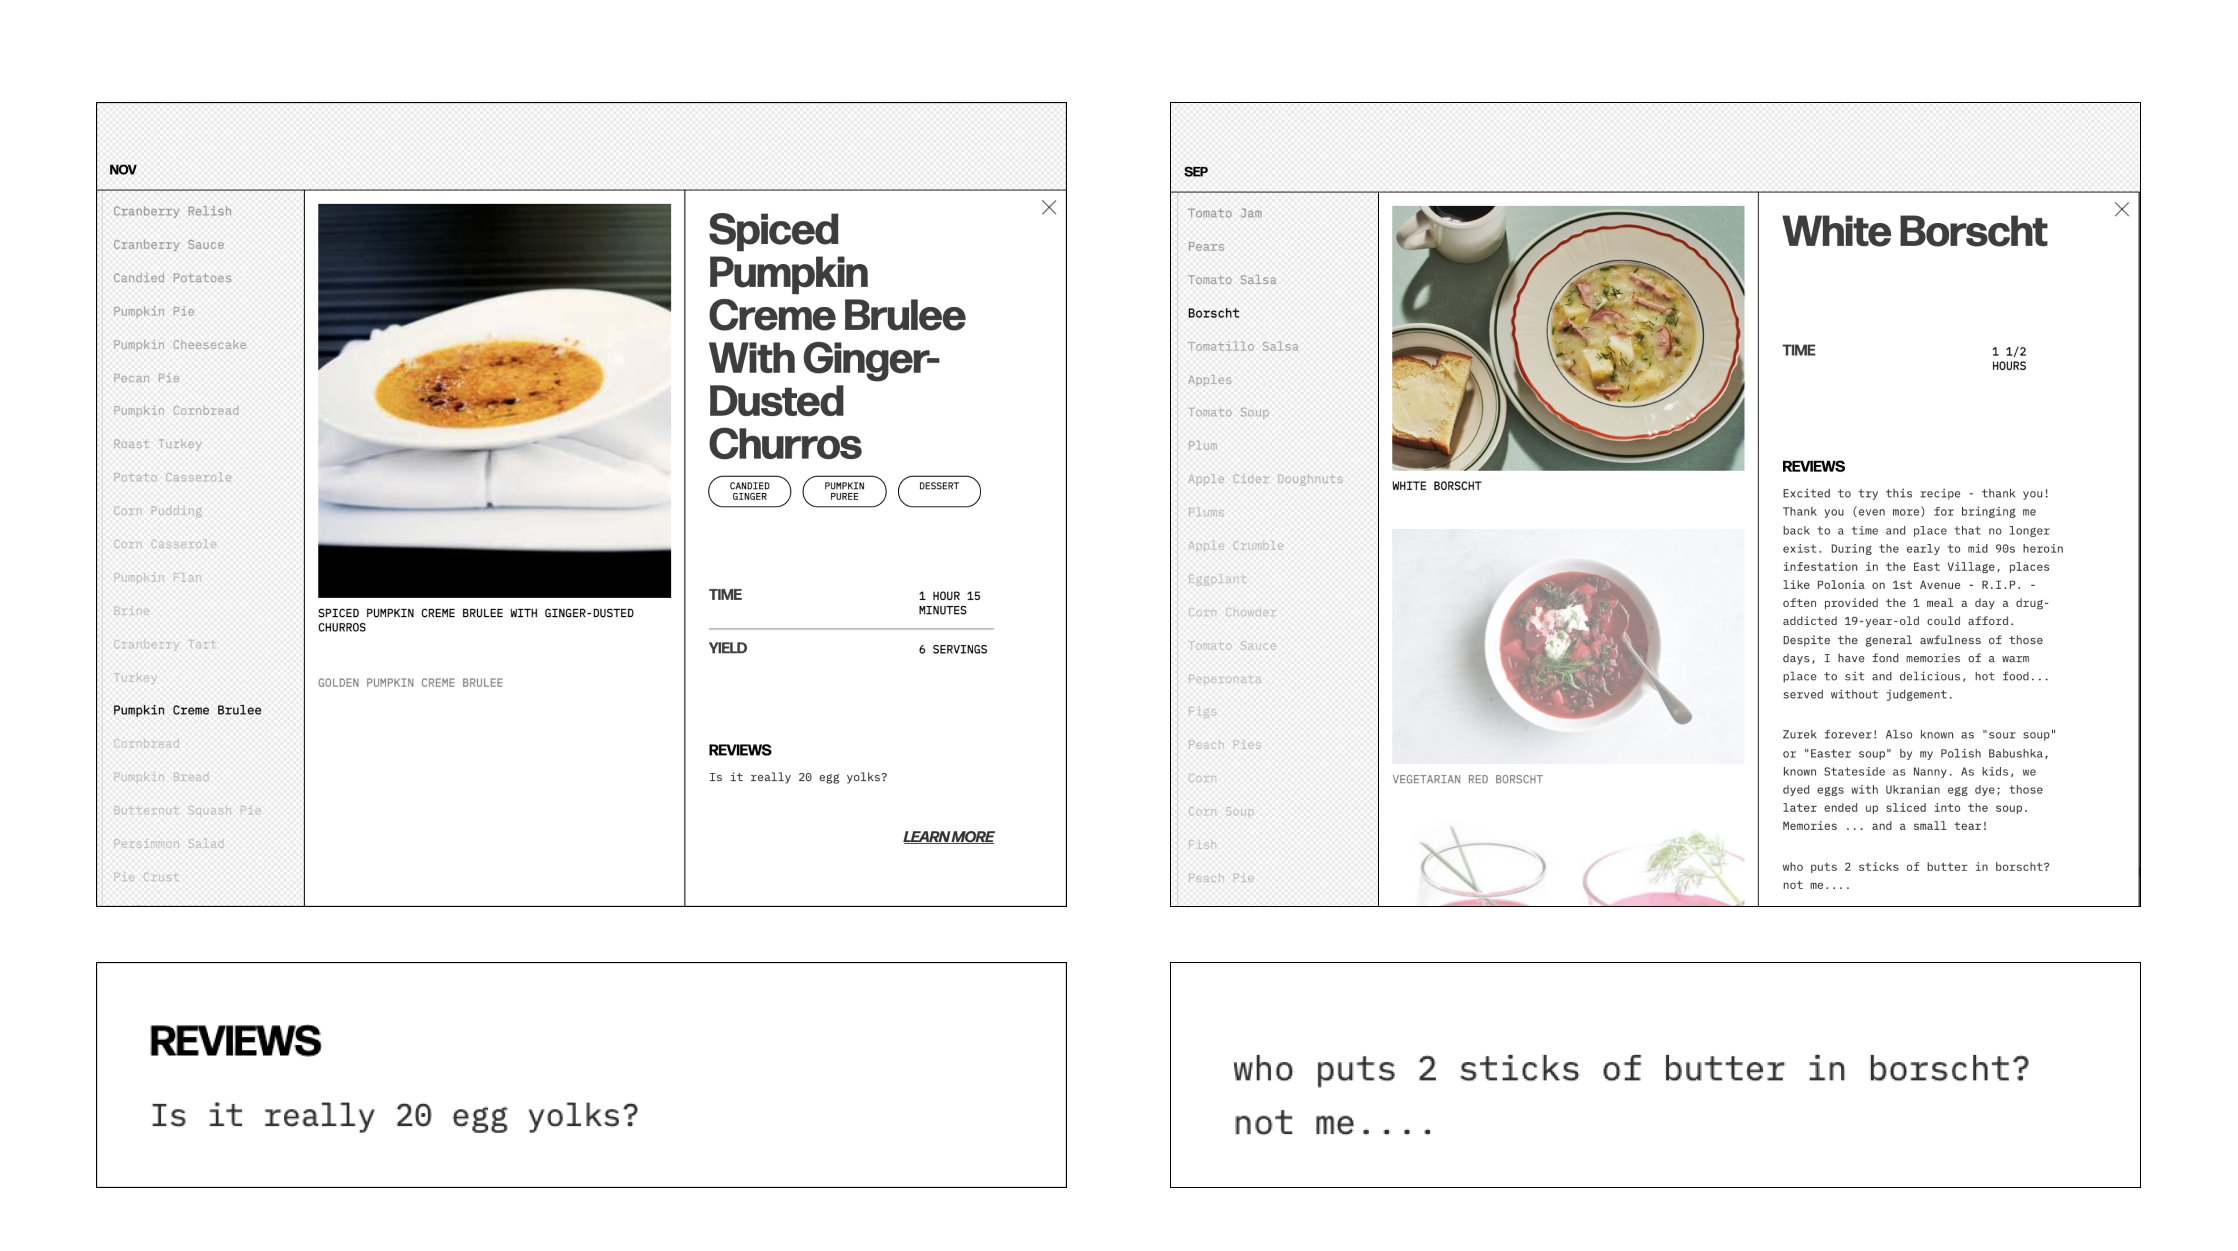 NOV
Cranberry Relish
Cranberry Sauce
Candied Potatoes
Pumpkin Pie
Pumpkin Cheesecake
Pecan Pie
Pumpkin Cornbread
Roast Turkey
Potato Casserole
Corn Pudding
Corn Casserole
Pumpkin Flan
Brine
Cranberry Tart
Turkey
Pumpkin Creme Brulee
Cornbread
Pumpkin Bread
Butternut Squash Pie
Persimmon Salad
Pie Crust
SPICED PUMPKIN CREME BRULEE WITH GINGER-DUSTED
CHURROS
GOLDEN PUMPKIN CREME BRULEE
Spiced
Pumpkin
Creme Brulee
With Ginger-
Dusted
Churros
CANDIED
GINGER
PUMPKIN
PUREE
DESSERT
TIME
1 HOUR 15
MINUTES
YIELD
6 SERVINGS
REVIEWS
Is it really 20 egg yolks?
LEARN MORE
SEP
Tomato Jam
Pears
Tomato Salsa
Borscht
Tomatillo Salsa
Apples
Tomato Soup
Plum
Apple Cider Doughnuts
Plums
Apple Crumble
Eggplant
Corn Chowder
Tomato Sauce
Peperonata
Figs
Peach Pies
Corn
Corn Soup
Fish
Peach Pie
WHITE BORSCHT
VEGETARIAN RED BORSCHT
White Borscht
TIME
1 1/2
HOURS
REVIEWS
Excited to try this recipe - thank you!
Thank you (even more) for bringing me
back to a time and place that no longer
exist. During the early to mid 90s heroin
infestation in the East Village, places
like Polonia on 1st Avenue - R.I.P. -
often provided the 1 meal a day a drug-
addicted 19-year-old could afford.
Despite the general awfulness of those
days, I have fond memories of a warm
place to sit and delicious, hot food...
served without judgement.
Zurek forever! Also known as "sour soup"
or "Easter soup" by my Polish Babushka,
known Stateside as Nanny. As kids, we
dyed eggs with Ukranian egg dye; those
later ended up sliced into the soup.
Memories ... and a small tear!
who puts 2 sticks of butter in borscht?
not me....
REVIEWS
Is it really 20 egg yolks?
who puts 2 sticks of butter in borscht?
not me....